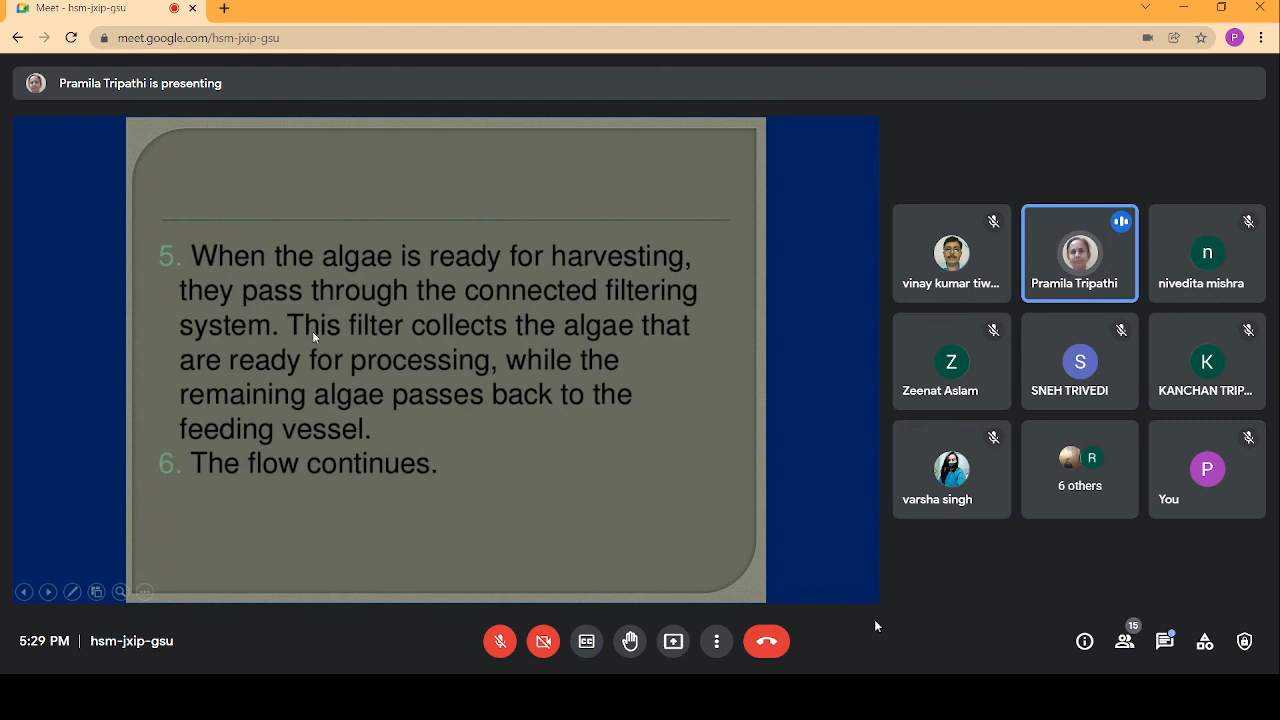 Meet - hsm-jxip-gsu
meet.google.com/hsm-jxip-gsu
P
Pramila Tripathi is presenting
5. When the algae is ready for harvesting,
they pass through the connected filtering
system. This filter collects the algae that
are ready for processing, while the
remaining algae passes back to the
feeding vessel.
6. The flow continues.
vinay kumar tiw...
Pramila Tripathi
n
nivedita mishra
Z
Zeenat Aslam
S
SNEH TRIVEDI
K
KANCHAN TRIP...
varsha singh
R
6 others
P
You
5:29 PM | hsm-jxip-gsu
CC
15